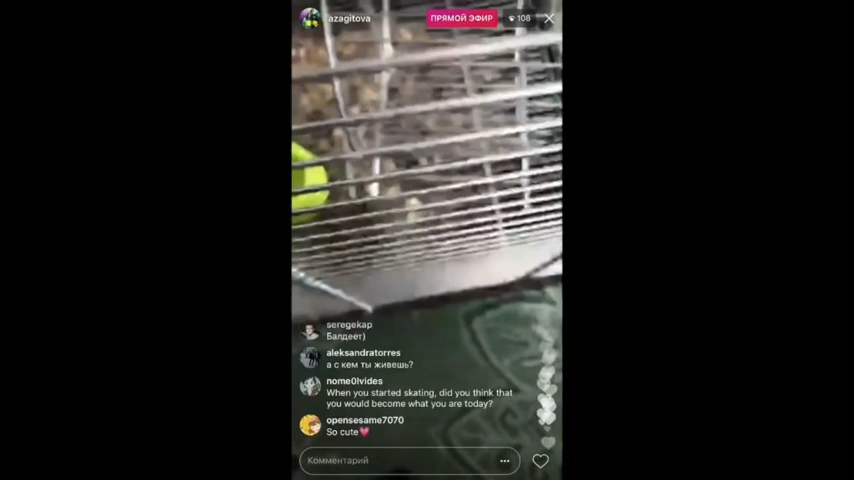 azagitova
ПРЯМОЙ ЭФИР
108
seregekap
Балдеет)
aleksandratorres
а с кем ты живешь?
nome0lvides
When you started skating, did you think that
you would become what you are today?
opensesame7070
So cute💗
Комментарий